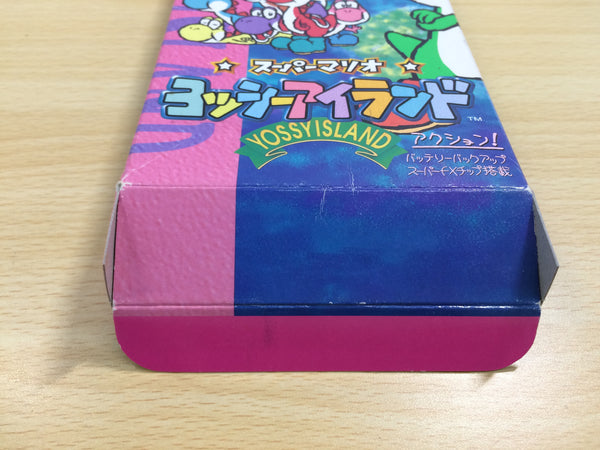 スーパーマリオ
ヨッシーアイランド™
YOSSY ISLAND
アクション!
バッテリーバックアップ
スーパーFXチップ搭載